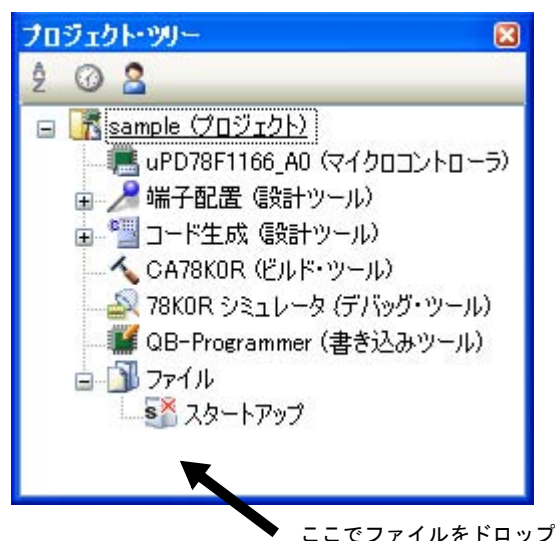 プロジェクト・ツリー
sample (プロジェクト)
uPD78F1166_A0 (マイクロコントローラ)
端子配置 (設計ツール)
コード生成 (設計ツール)
CA78K0R (ビルド・ツール)
78K0R シミュレータ (デバッグ・ツール)
QB-Programmer (書き込みツール)
ファイル
スタートアップ
ここでファイルをドロップ